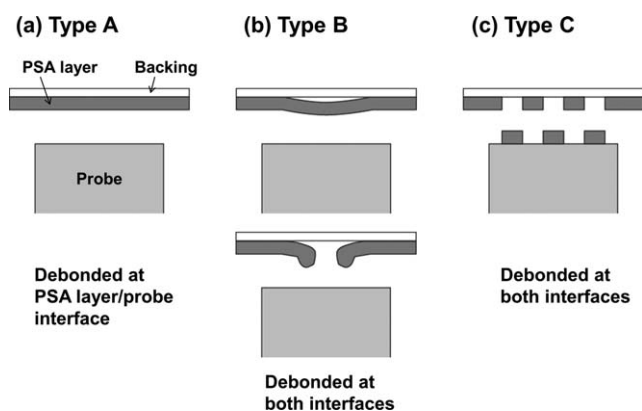 (a) Type A
(b) Type B
(c) Type C
PSA layer
Backing
Probe
Debonded at
PSA layer/probe
interface
Debonded at
both interfaces
Debonded at
both interfaces